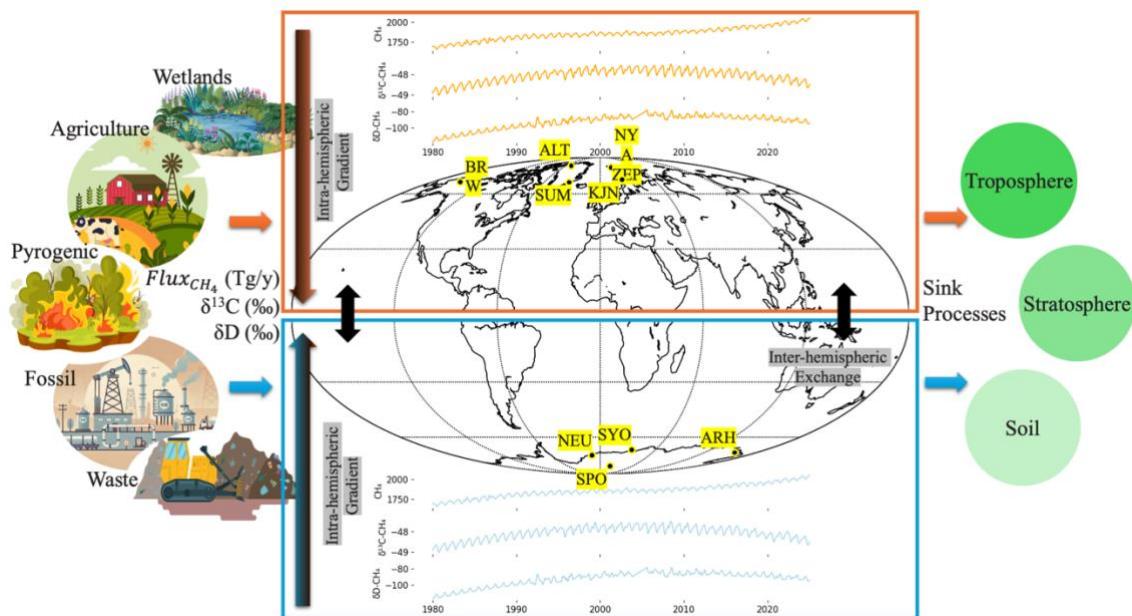 Wetlands
Agriculture
Pyrogenic
Flux_CH₄ (Tg/y)
δ¹³C (‰)
δD (‰)
Fossil
Waste
Intra-hemispheric
Gradient
CH₄
2000
1750
δ¹³C-CH₄
−48
−49
δD-CH₄
−80
−100
1980
1990
2000
2010
2020
BR
W
ALT
SUM
NY
A
ZEP
KJN
Inter-hemispheric
Exchange
Intra-hemispheric
Gradient
NEU
SYO
ARH
SPO
CH₄
2000
1750
δ¹³C-CH₄
−48
−49
δD-CH₄
−80
−100
1980
1990
2000
2010
2020
Sink
Processes
Troposphere
Stratosphere
Soil